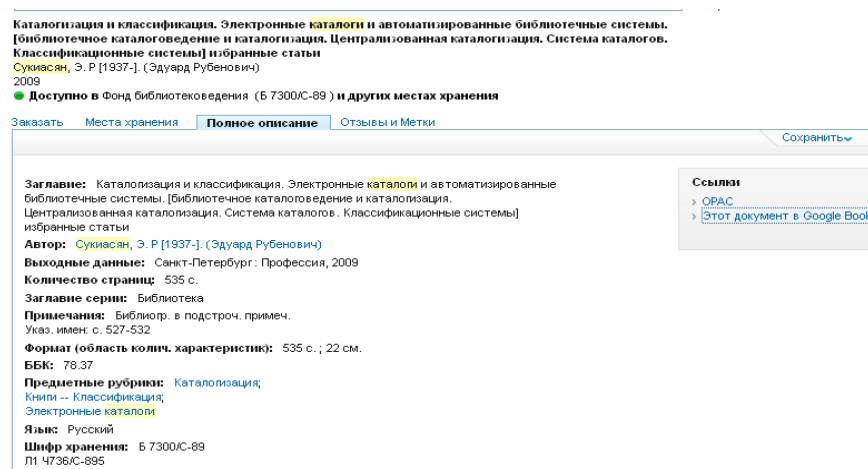 Каталогизация и классификация. Электронные каталоги и автоматизированные библиотечные системы.
[библиотечное каталоговедение и каталогизация. Централизованная каталогизация. Система каталогов.
Классификационные системы] избранные статьи
Сукиасян, Э. Р [1937-]. (Эдуард Рубенович)
2009
Доступно в Фонд библиотековедения (Б 7300/С-89 ) и других местах хранения
Заказать Места хранения Полное описание Отзывы и Метки
Сохранить
Заглавие: Каталогизация и классификация. Электронные каталоги и автоматизированные
библиотечные системы. [библиотечное каталоговедение и каталогизация.
Централизованная каталогизация. Система каталогов. Классификационные системы]
избранные статьи
Автор: Сукиасян, Э. Р [1937-]. (Эдуард Рубенович)
Выходные данные: Санкт-Петербург : Профессия, 2009
Количество страниц: 535 с.
Заглавие серии: Библиотека
Примечания: Библиогр. в подстроч. примеч.
Указ. имен: с. 527-532
Формат (область колич. характеристик): 535 с. ; 22 см.
ББК: 78.37
Предметные рубрики: Каталогизация;
Книги -- Классификация;
Электронные каталоги
Язык: Русский
Шифр хранения: Б 7300/С-89
Л1 Ч736/С-895
Ссылки
OPAC
Этот документ в Google Book